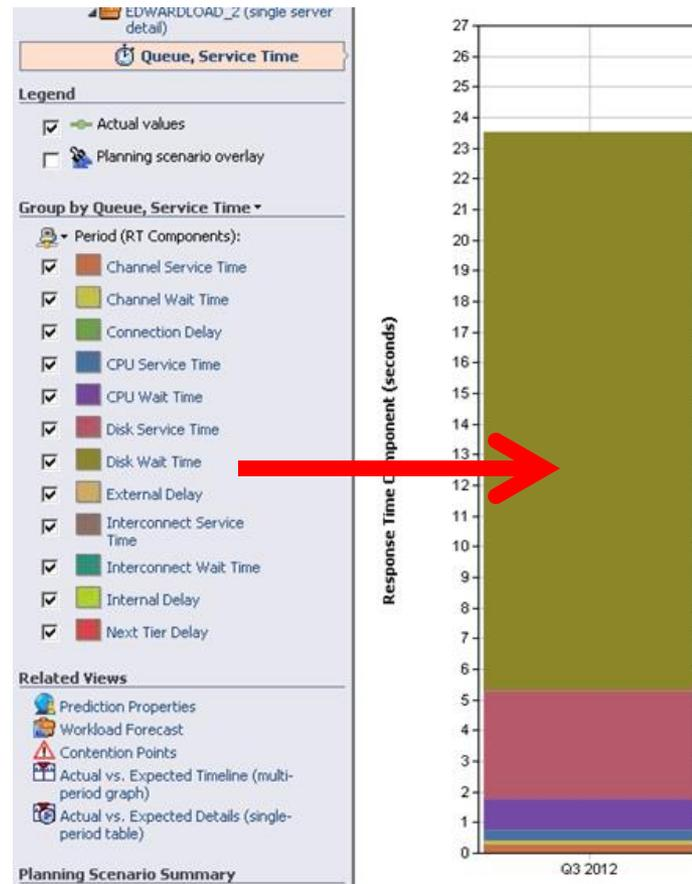 EDWARDLOAD_2 (single server
detail)
Queue, Service Time
Legend
Actual values
Planning scenario overlay
Group by Queue, Service Time
Period (RT Components):
Channel Service Time
Channel Wait Time
Connection Delay
CPU Service Time
CPU Wait Time
Disk Service Time
Disk Wait Time
External Delay
Interconnect Service
Time
Interconnect Wait Time
Internal Delay
Next Tier Delay
Related Views
Prediction Properties
Workload Forecast
Contention Points
Actual vs. Expected Timeline (multi-
period graph)
Actual vs. Expected Details (single-
period table)
Planning Scenario Summary
Response Time Component (seconds)
27
26
25
24
23
22
21
20
19
18
17
16
15
14
13
12
11
10
9
8
7
6
5
4
3
2
1
0
Q3 2012